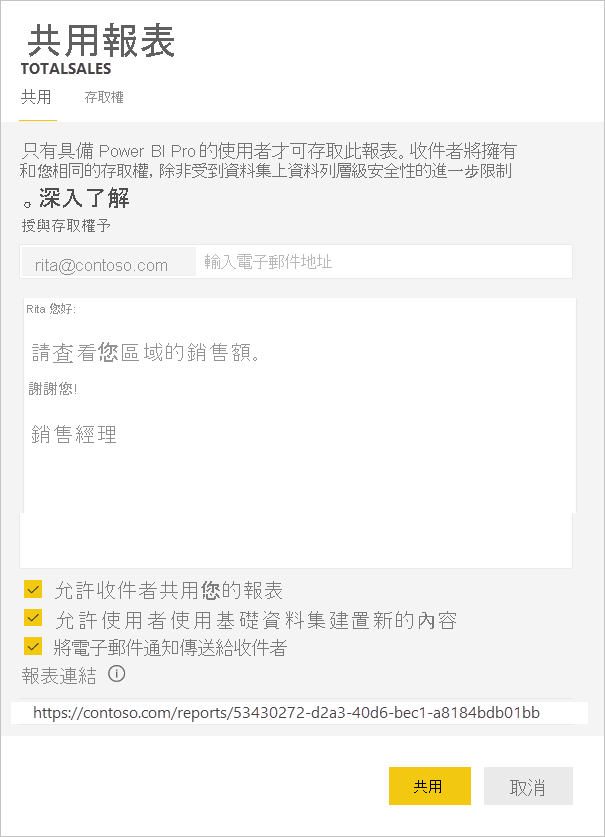 共用報表
TOTALSALES
共用 存取權
只有具備 Power BI Pro 的使用者才可存取此報表。收件者將擁有
和您相同的存取權, 除非受到資料集上資料列層級安全性的進一步限制
。深入了解
授與存取權予
rita@contoso.com 輸入電子郵件地址
Rita 您好:
請查看您區域的銷售額。
謝謝您!
銷售經理
允許收件者共用您的報表
允許使用者使用基礎資料集建置新的內容
將電子郵件通知傳送給收件者
報表連結
https://contoso.com/reports/53430272-d2a3-40d6-bec1-a8184bdb01bb
共用 取消